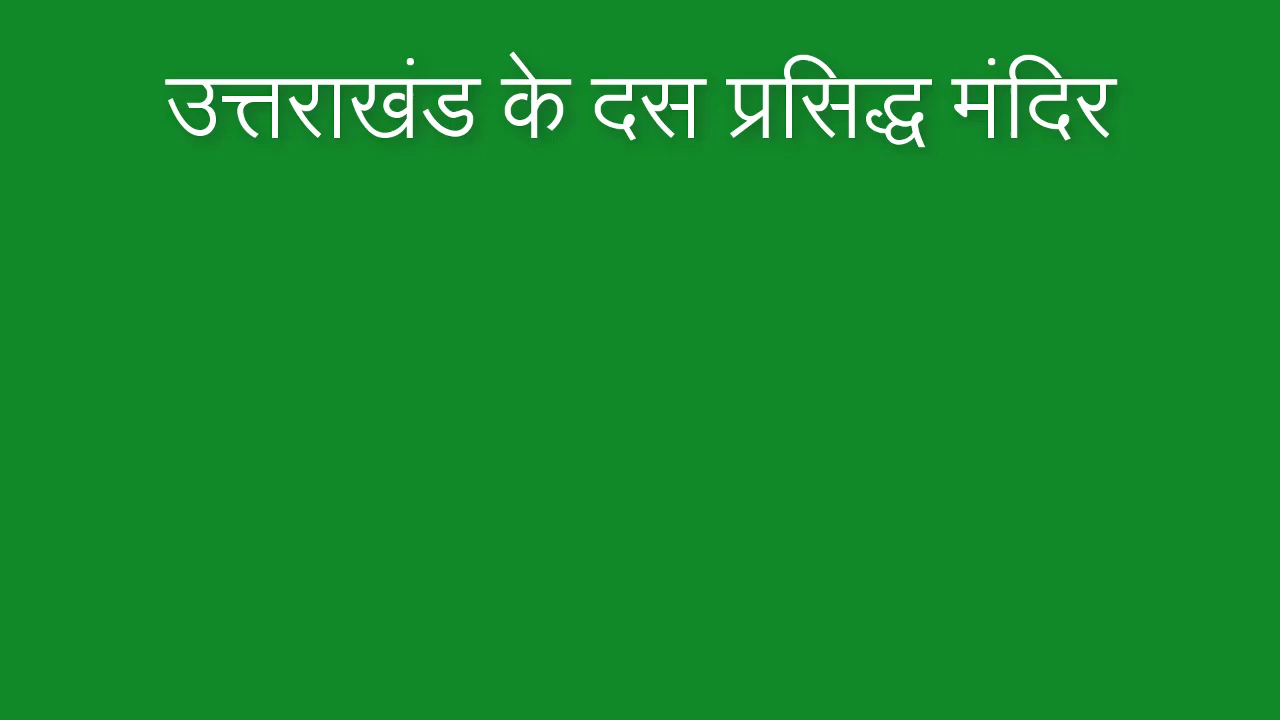 उत्तराखंड के दस प्रसिद्ध मंदिर